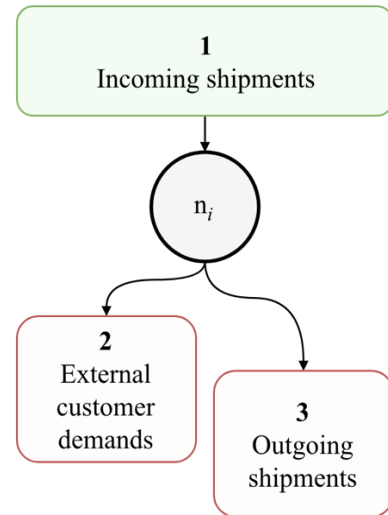 1
Incoming shipments
n_i
2
External
customer
demands
3
Outgoing
shipments